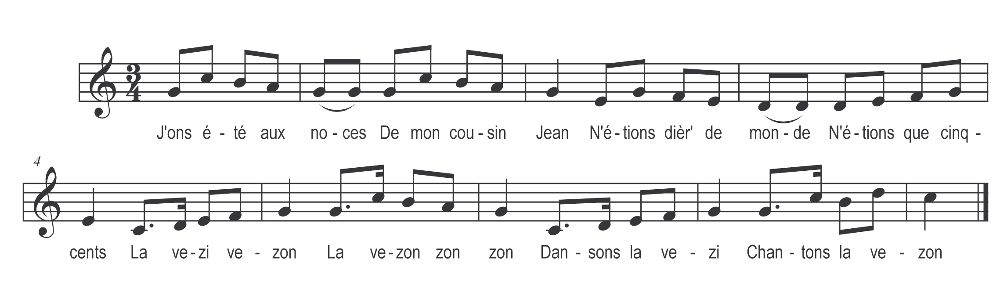 3
4
J'ons é - té aux no - ces De mon cou - sin Jean N'é - tions dièr' de mon - de N'é - tions que cinq -
4
cents La ve - zi ve - zon La ve - zon zon zon Dan - sons la ve - zi Chan - tons la ve - zon